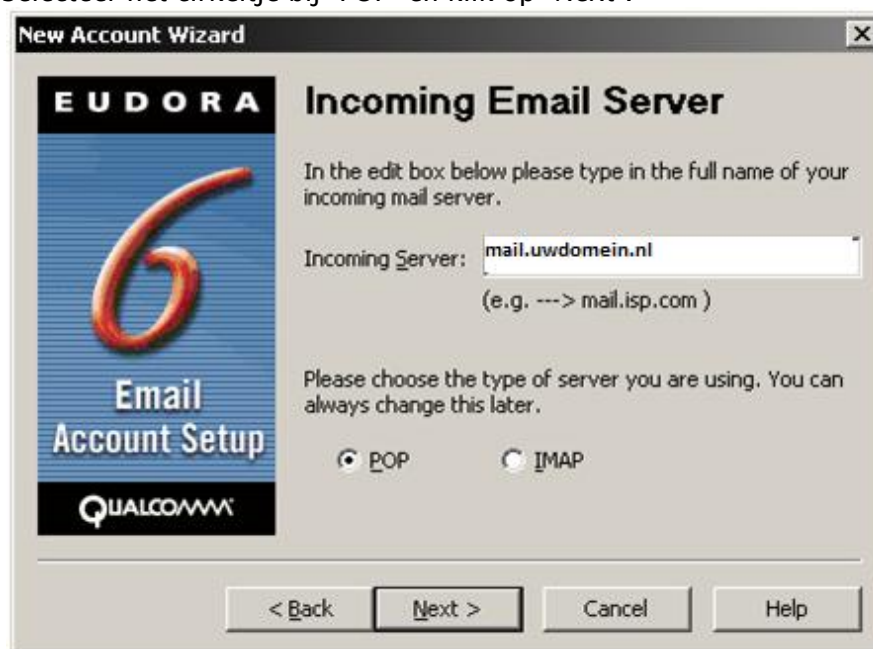 Selecteer het cirkeltje bij "POP" en klik op "Next".
New Account Wizard
EUDORA
6
Email
Account Setup
QUALCOMM
Incoming Email Server
In the edit box below please type in the full name of your
incoming mail server.
Incoming Server: mail.uwdomein.nl
(e.g. ---> mail.isp.com )
Please choose the type of server you are using. You can
always change this later.
POP IMAP
< Back Next > Cancel Help